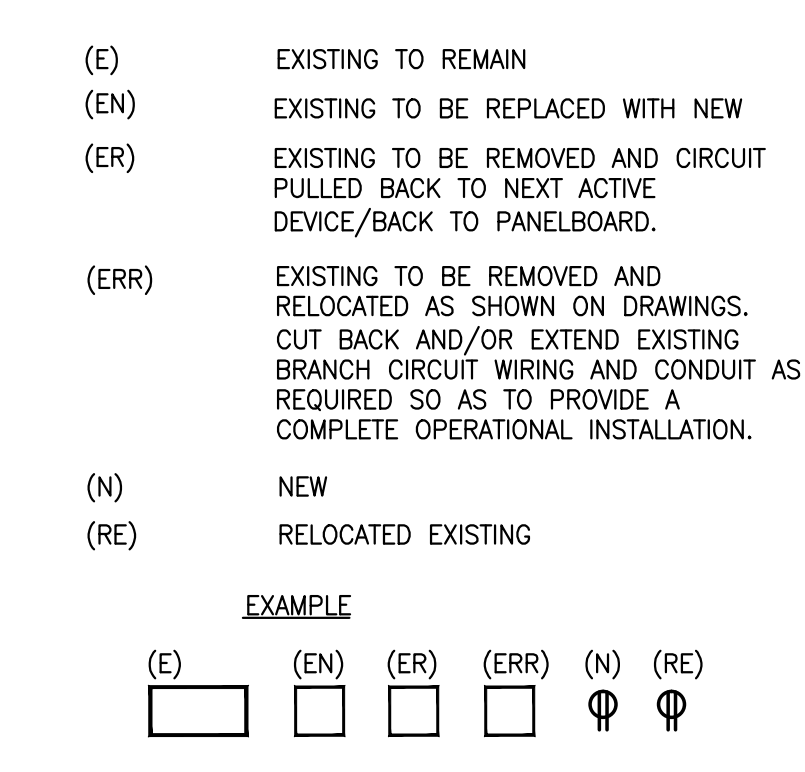 (E) EXISTING TO REMAIN
(EN) EXISTING TO BE REPLACED WITH NEW
(ER) EXISTING TO BE REMOVED AND CIRCUIT
PULLED BACK TO NEXT ACTIVE
DEVICE/BACK TO PANELBOARD.
(ERR) EXISTING TO BE REMOVED AND
RELOCATED AS SHOWN ON DRAWINGS.
CUT BACK AND/OR EXTEND EXISTING
BRANCH CIRCUIT WIRING AND CONDUIT AS
REQUIRED SO AS TO PROVIDE A
COMPLETE OPERATIONAL INSTALLATION.
(N) NEW
(RE) RELOCATED EXISTING
EXAMPLE
(E) (EN) (ER) (ERR) (N) (RE)